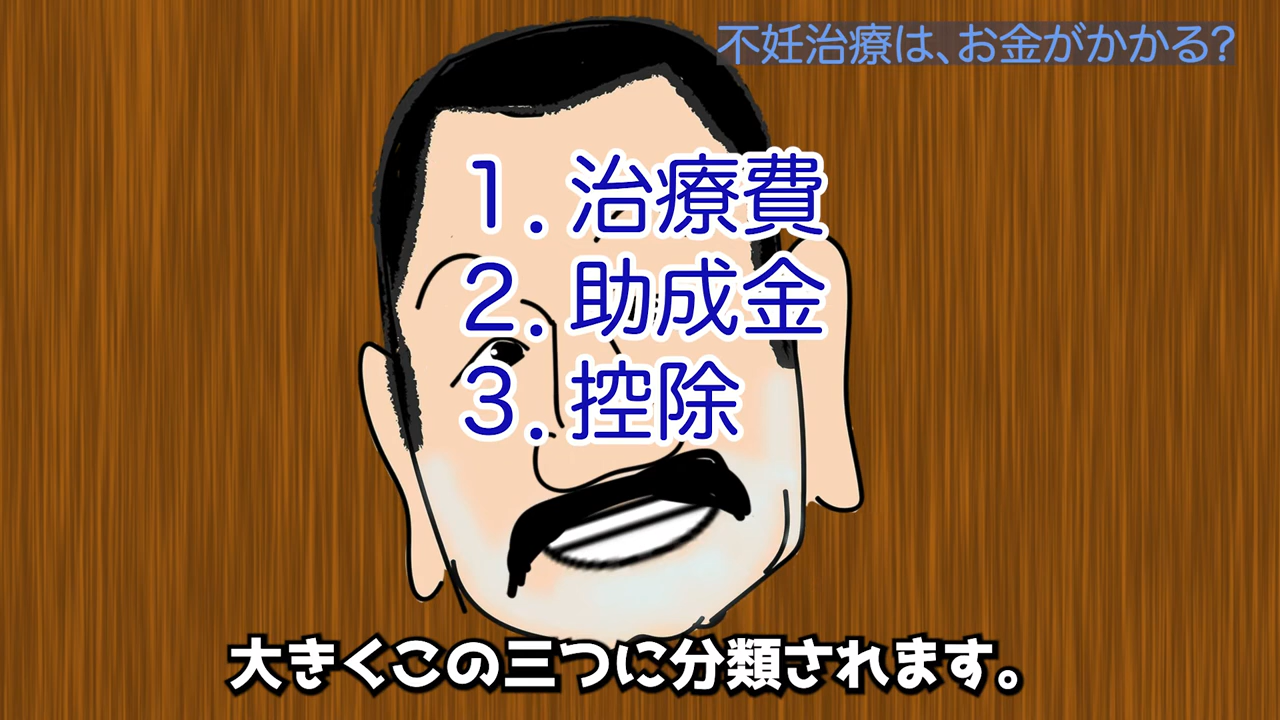 不妊治療は、お金がかかる?
1.治療費
2.助成金
3.控除
大きくこの三つに分類されます。